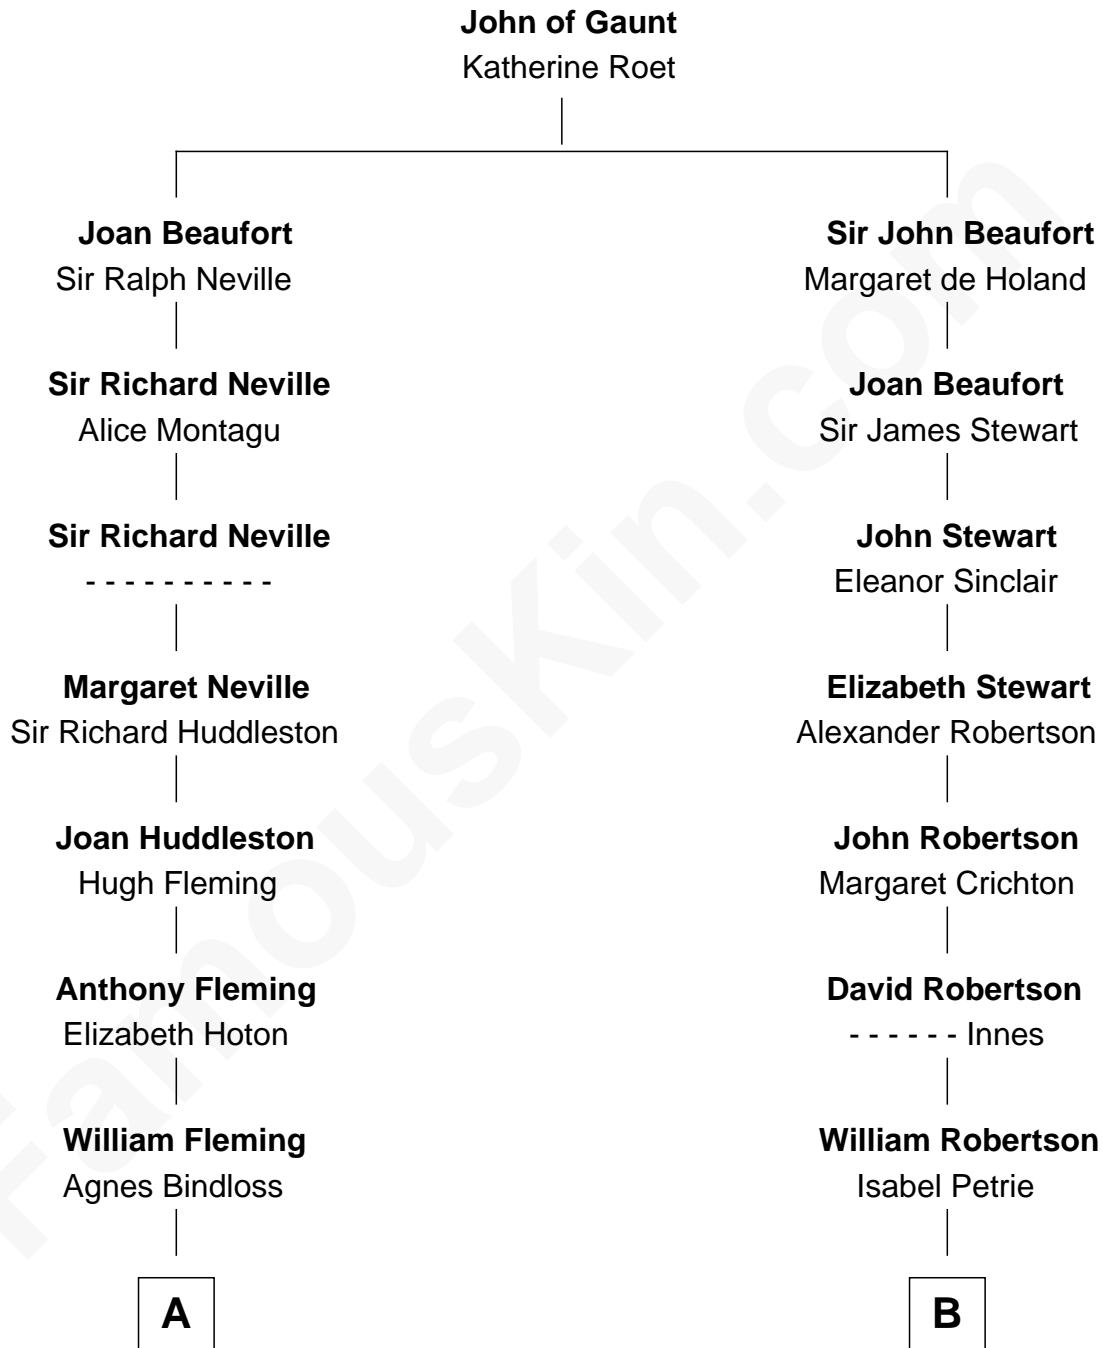 John of Gaunt
Katherine Roet
Joan Beaufort
Sir Ralph Neville
Sir John Beaufort
Margaret de Holand
Sir Richard Neville
Alice Montagu
Joan Beaufort
Sir James Stewart
Sir Richard Neville
- - - - - - - - - -
John Stewart
Eleanor Sinclair
Margaret Neville
Sir Richard Huddleston
Elizabeth Stewart
Alexander Robertson
Joan Huddleston
Hugh Fleming
John Robertson
Margaret Crichton
Anthony Fleming
Elizabeth Hoton
David Robertson
- - - - - - Innes
William Fleming
Agnes Bindloss
William Robertson
Isabel Petrie
A
B
FamousKin.com